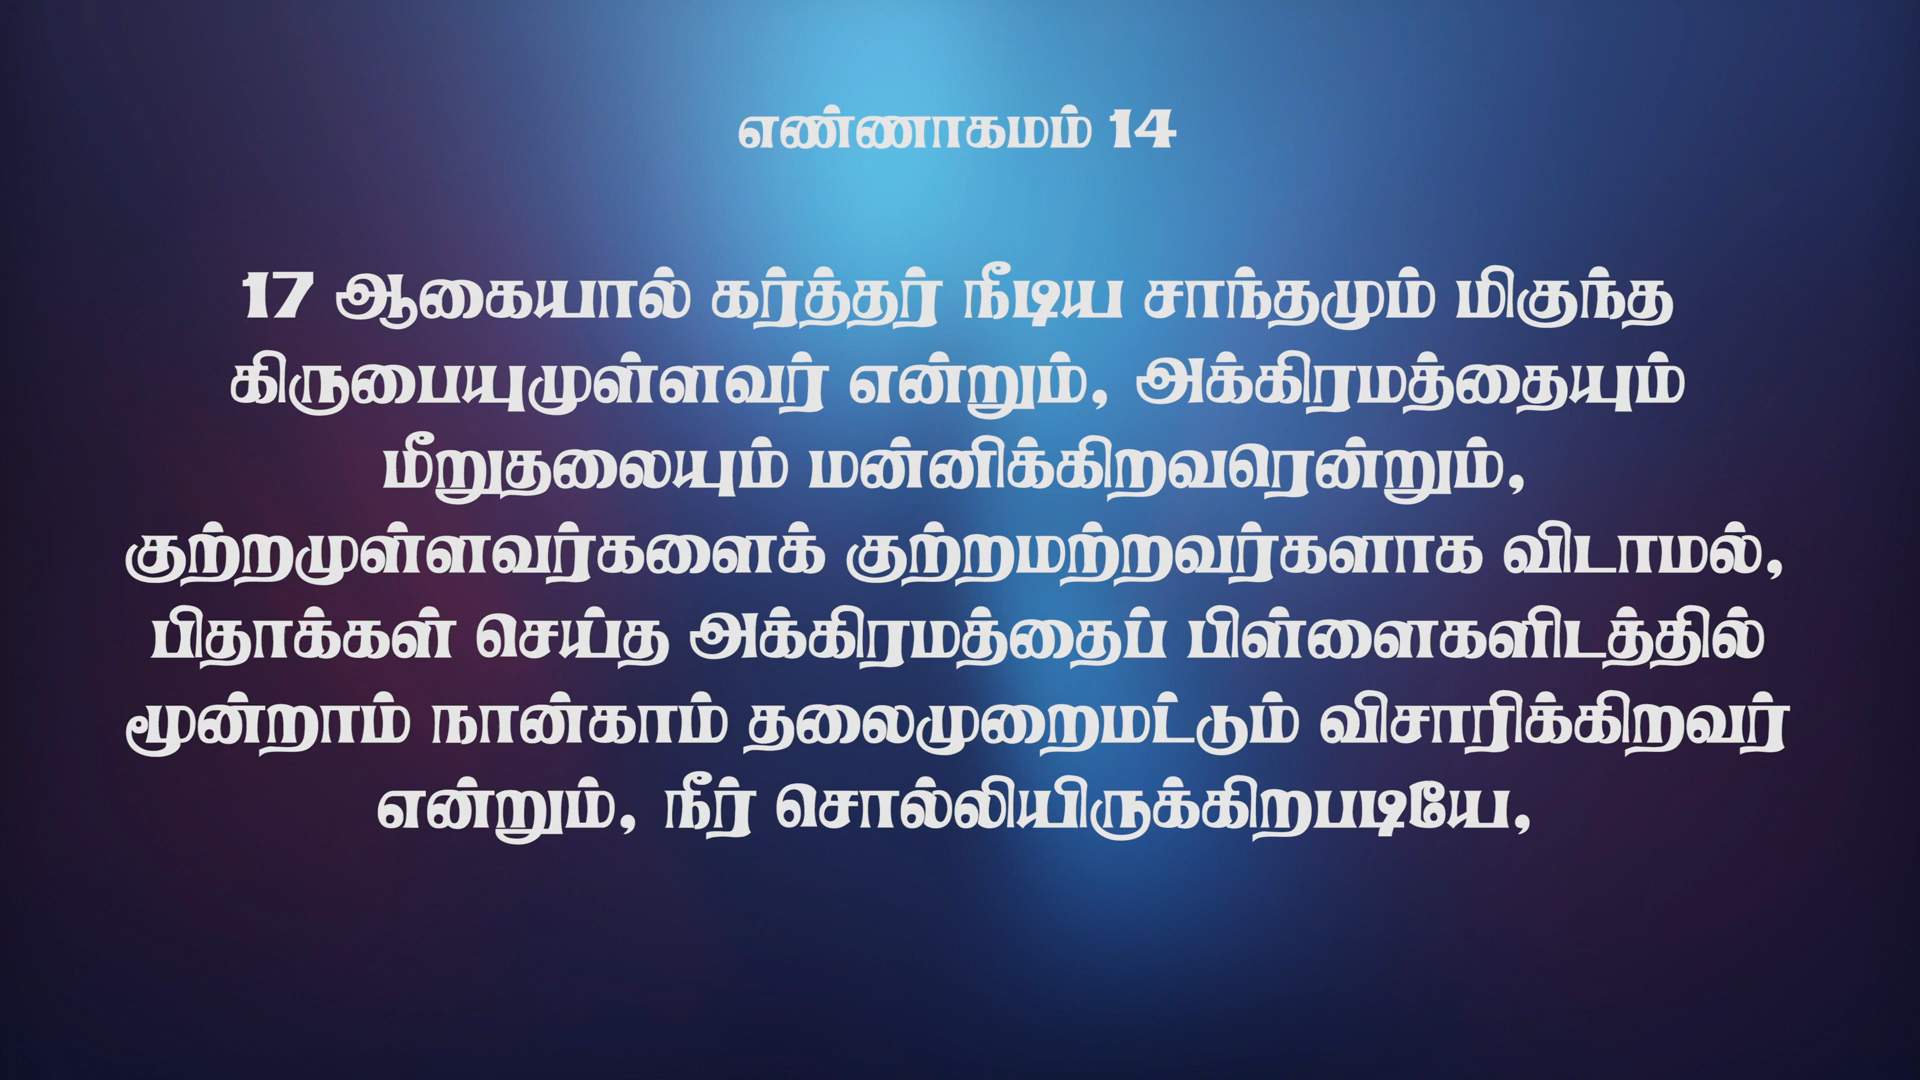 எண்ணாகமம் 14
17 ஆகையால் கர்த்தர் நீடிய சாந்தமும் மிகுந்த
கிருபையுமுள்ளவர் என்றும், அக்கிரமத்தையும்
மீறுதலையும் மன்னிக்கிறவரென்றும்,
குற்றமுள்ளவர்களைக் குற்றமற்றவர்களாக விடாமல்,
பிதாக்கள் செய்த அக்கிரமத்தைப் பிள்ளைகளிடத்தில்
மூன்றாம் நான்காம் தலைமுறைமட்டும் விசாரிக்கிறவர்
என்றும், நீர் சொல்லியிருக்கிறபடியே,